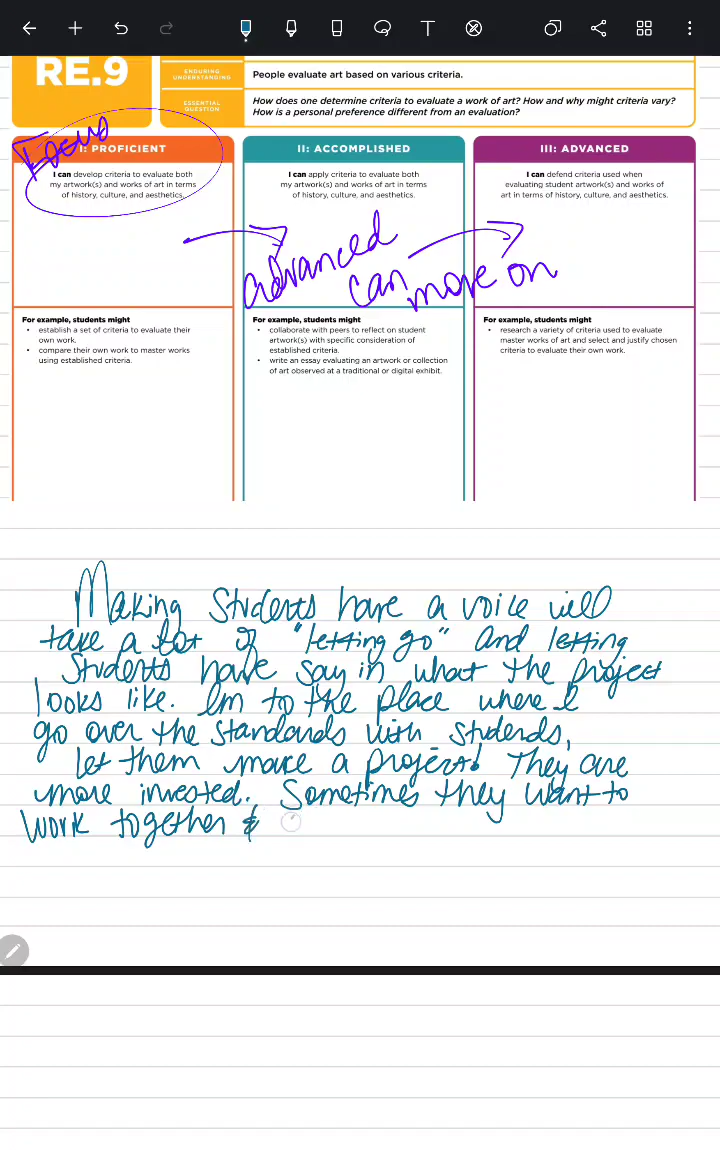 RE.9
ENDURING
UNDERSTANDING
People evaluate art based on various criteria.
ESSENTIAL
QUESTION
How does one determine criteria to evaluate a work of art? How and why might criteria vary?
How is a personal preference different from an evaluation?
Focus
I: PROFICIENT
I can develop criteria to evaluate both
my artwork(s) and works of art in terms
of history, culture, and aesthetics.
For example, students might
• establish a set of criteria to evaluate their
own work.
• compare their own work to master works
using established criteria.
II: ACCOMPLISHED
I can apply criteria to evaluate both
my artwork(s) and works of art in terms
of history, culture, and aesthetics.
Advanced
can move on
For example, students might
• collaborate with peers to reflect on student
artwork(s) with specific consideration of
established criteria.
• write an essay evaluating an artwork or collection
of art observed at a traditional or digital exhibit.
III: ADVANCED
I can defend criteria used when
evaluating student artwork(s) and works of
art in terms of history, culture, and aesthetics.
For example, students might
• research a variety of criteria used to evaluate
master works of art and select and justify chosen
criteria to evaluate their own work.
Making Students have a voice will
take a lot of "letting go" and letting
Students have say in what the project
looks like. Im to the place where I
go over the standards with students,
let them make a project! They are
more invested. Sometimes they want to
work together &